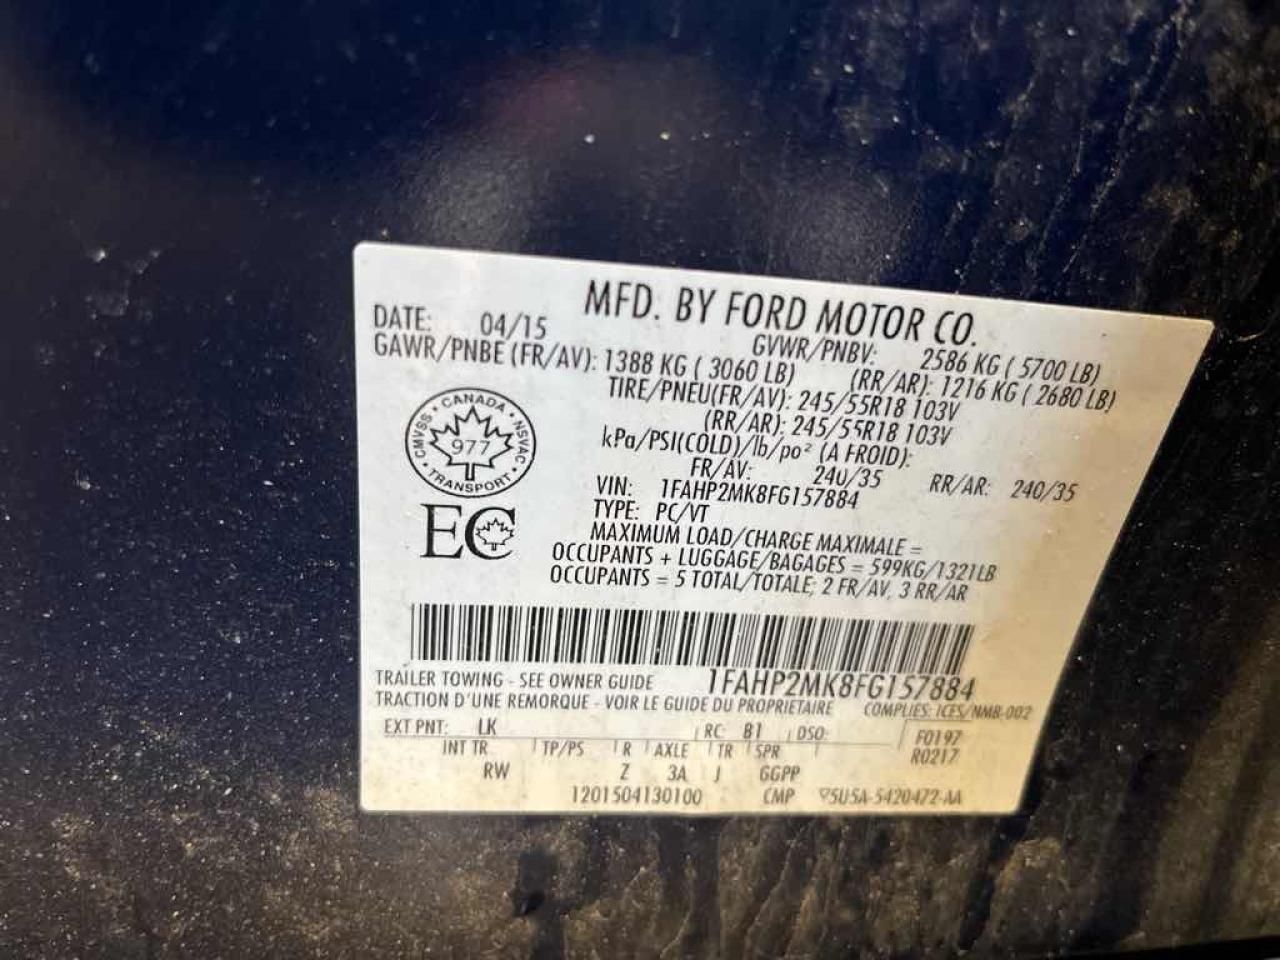 MFD. BY FORD MOTOR CO.
DATE: 04/15 GVWR/PNBV: 2586 KG ( 5700 LB)
GAWR/PNBE (FR/AV): 1388 KG ( 3060 LB) (RR/AR): 1216 KG ( 2680 LB)
TIRE/PNEU(FR/AV): 245/55R18 103V
(RR/AR): 245/55R18 103V
kPa/PSI(COLD)/lb/po² (A FROID):
FR/AV: 240/35 RR/AR: 240/35
VIN: 1FAHP2MK8FG157884
TYPE: PC/VT
CANADA
CMVSS NSVAC
977
TRANSPORT
EC
MAXIMUM LOAD/CHARGE MAXIMALE =
OCCUPANTS + LUGGAGE/BAGAGES = 599KG/1321LB
OCCUPANTS = 5 TOTAL/TOTALE; 2 FR/AV, 3 RR/AR
1FAHP2MK8FG157884
TRAILER TOWING - SEE OWNER GUIDE
TRACTION D'UNE REMORQUE - VOIR LE GUIDE DU PROPRIETAIRE
COMPLIES: ICES/NMB-002
EXT PNT: LK RC: B1 DSO: F0197
INT TR TP/PS R AXLE TR SPR R0217
RW Z 3A J GGPP
1201504130100 CMP 5U5A-5420472-AA